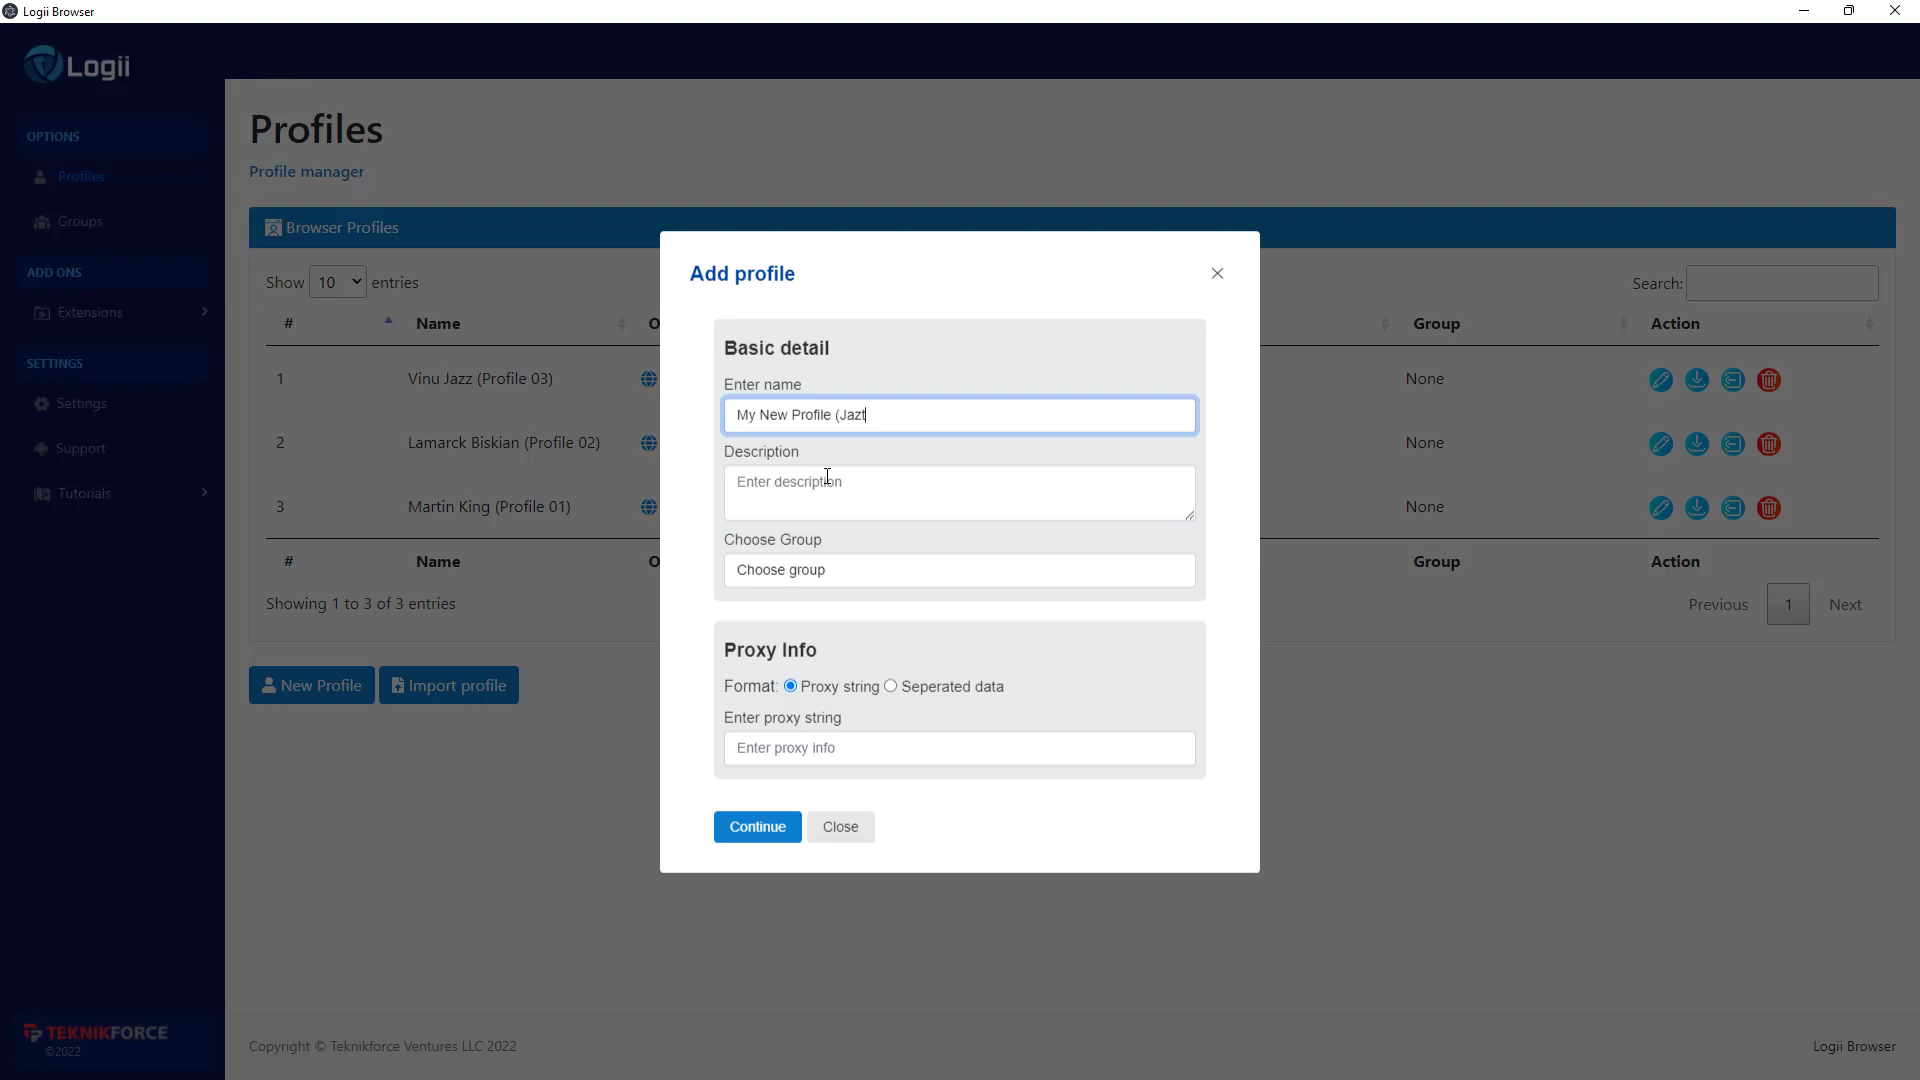 Logii Browser
Logii
OPTIONS
Profiles
Groups
ADD ONS
Extensions
SETTINGS
Settings
Support
Tutorials
TEKNIKFORCE
©2022
Profiles
Profile manager
Browser Profiles
Show 10 entries
Search:
# Name O Group Action
1 Vinu Jazz (Profile 03) None
2 Lamarck Biskian (Profile 02) None
3 Martin King (Profile 01) None
# Name O Group Action
Showing 1 to 3 of 3 entries
Previous 1 Next
New Profile Import profile
Add profile
Basic detail
Enter name
My New Profile (Jazt
Description
Enter description
Choose Group
Choose group
Proxy Info
Format: Proxy string Seperated data
Enter proxy string
Enter proxy info
Continue Close
Copyright © Teknikforce Ventures LLC 2022
Logii Browser